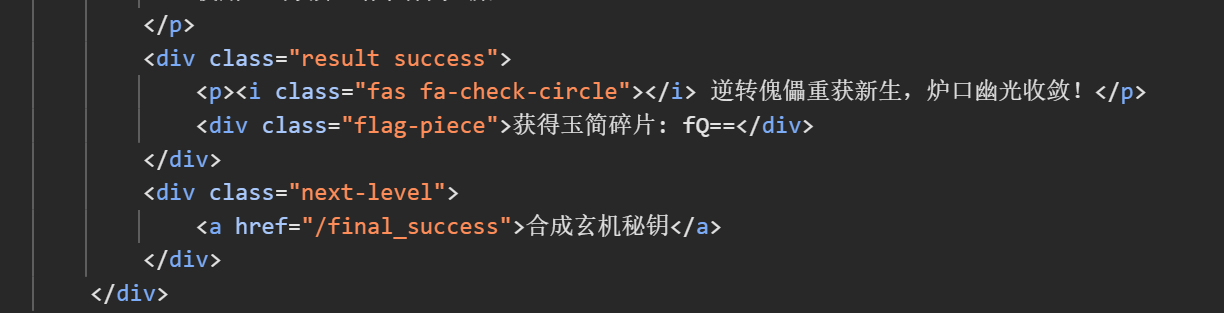 </p>
<div class="result success">
<p><i class="fas fa-check-circle"></i> 逆转傀儡重获新生，炉口幽光收敛！</p>
<div class="flag-piece">获得玉简碎片: fQ==</div>
</div>
<div class="next-level">
<a href="/final_success">合成玄机秘钥</a>
</div>
</div>